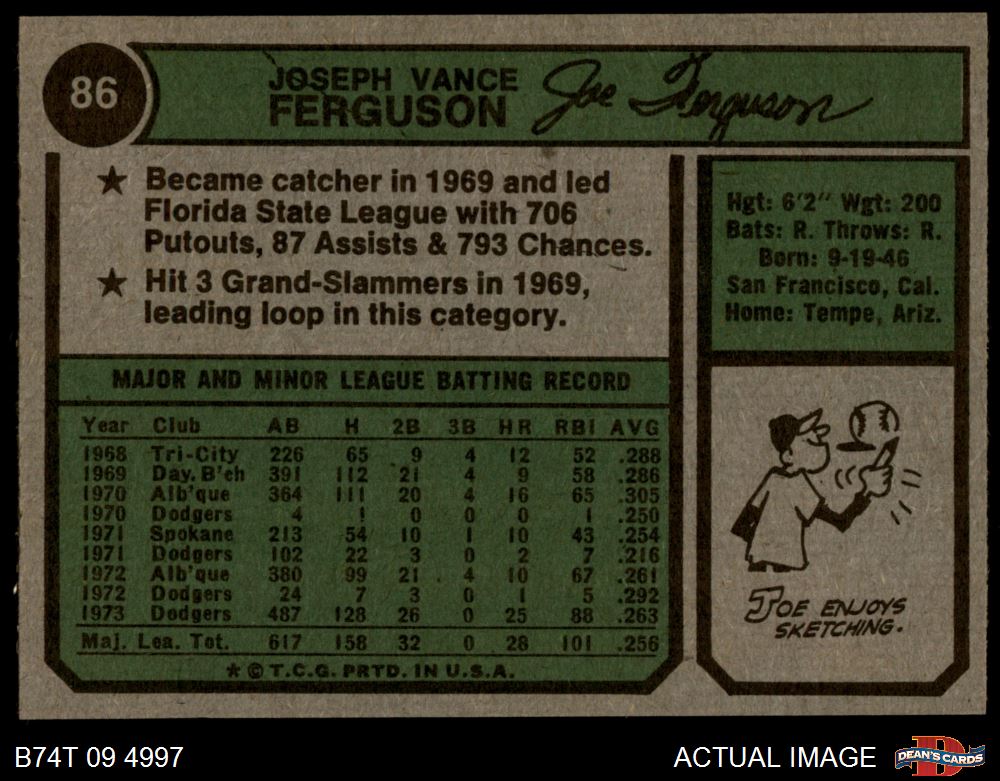 86
JOSEPH VANCE
FERGUSON
Joe Ferguson
★ Became catcher in 1969 and led
Florida State League with 706
Putouts, 87 Assists & 793 Chances.
★ Hit 3 Grand-Slammers in 1969,
leading loop in this category.
Hgt: 6'2" Wgt: 200
Bats: R. Throws: R.
Born: 9-19-46
San Francisco, Cal.
Home: Tempe, Ariz.
MAJOR AND MINOR LEAGUE BATTING RECORD
Year Club AB H 2B 3B HR RBI AVG
1968 Tri-City 226 65 9 4 12 52 .288
1969 Day. B'ch 391 112 21 4 9 58 .286
1970 Alb'que 364 111 20 4 16 65 .305
1970 Dodgers 4 1 0 0 0 1 .250
1971 Spokane 213 54 10 1 10 43 .254
1971 Dodgers 102 22 3 0 2 7 .216
1972 Alb'que 380 99 21 4 10 67 .261
1972 Dodgers 24 7 3 0 1 5 .292
1973 Dodgers 487 128 26 0 25 88 .263
Maj. Lea. Tot. 617 158 32 0 28 101 .256
★ © T.C.G. PRTD. IN U.S.A.
JOE ENJOYS
SKETCHING.
B74T 09 4997
ACTUAL IMAGE
D
DEAN'S CARDS